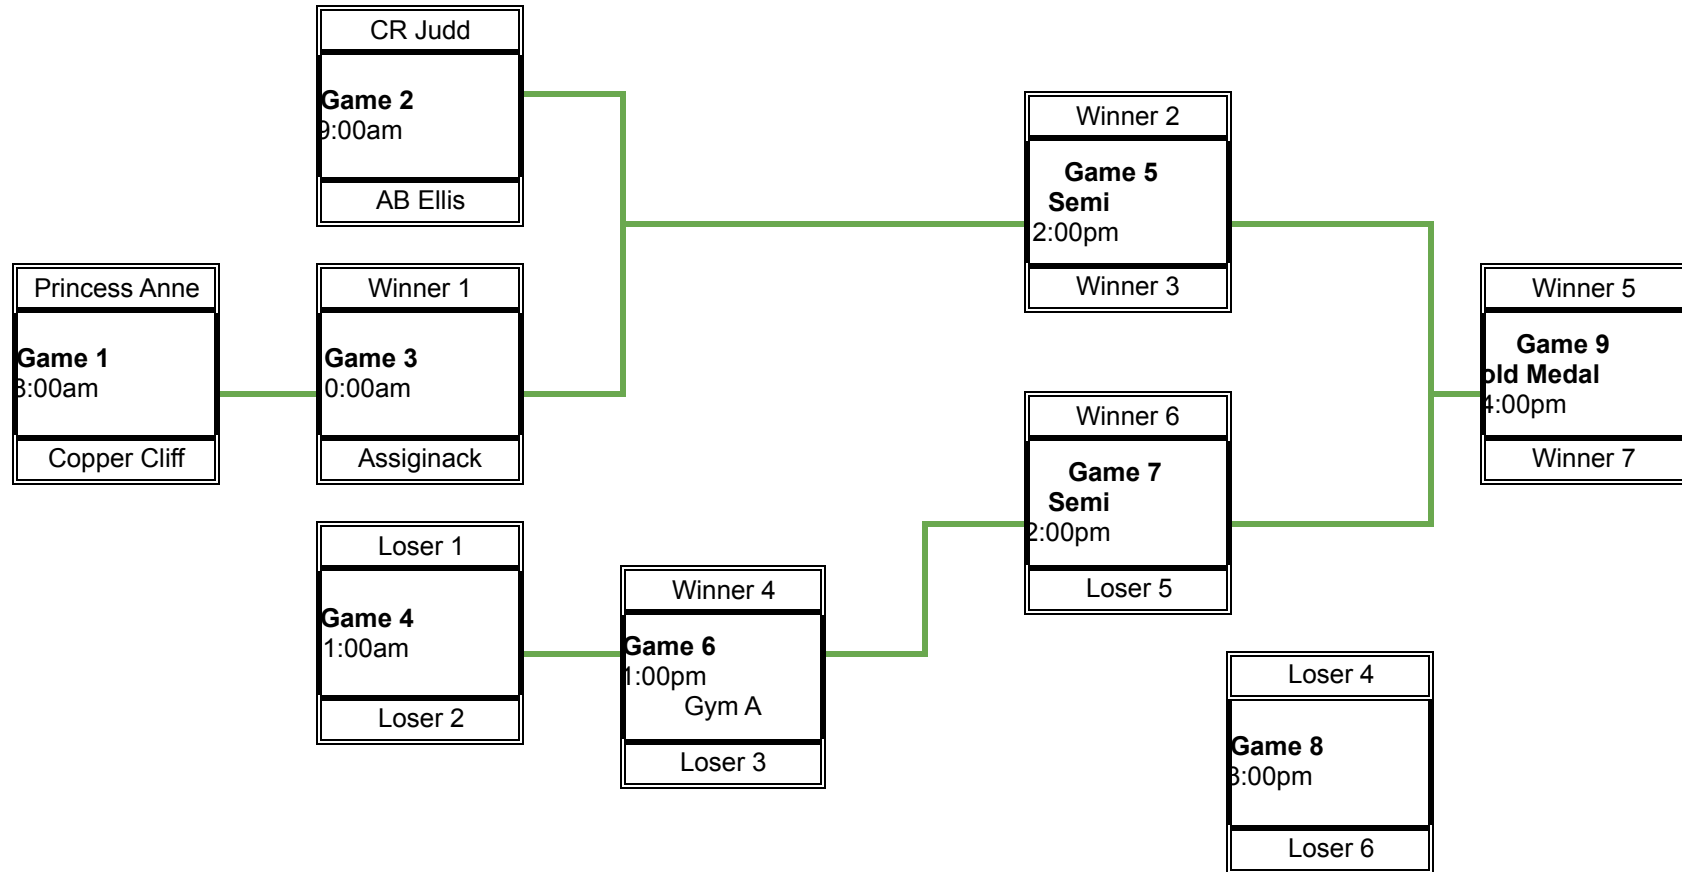 CR Judd
Game 2
9:00am
AB Ellis
Princess Anne
Game 1
8:00am
Copper Cliff
Winner 1
Game 3
0:00am
Assiginack
Loser 1
Game 4
1:00am
Loser 2
Winner 4
Game 6
1:00pm
Gym A
Loser 3
Winner 2
Game 5
Semi
2:00pm
Winner 3
Winner 6
Game 7
Semi
2:00pm
Loser 5
Loser 4
Game 8
3:00pm
Loser 6
Winner 5
Game 9
old Medal
4:00pm
Winner 7